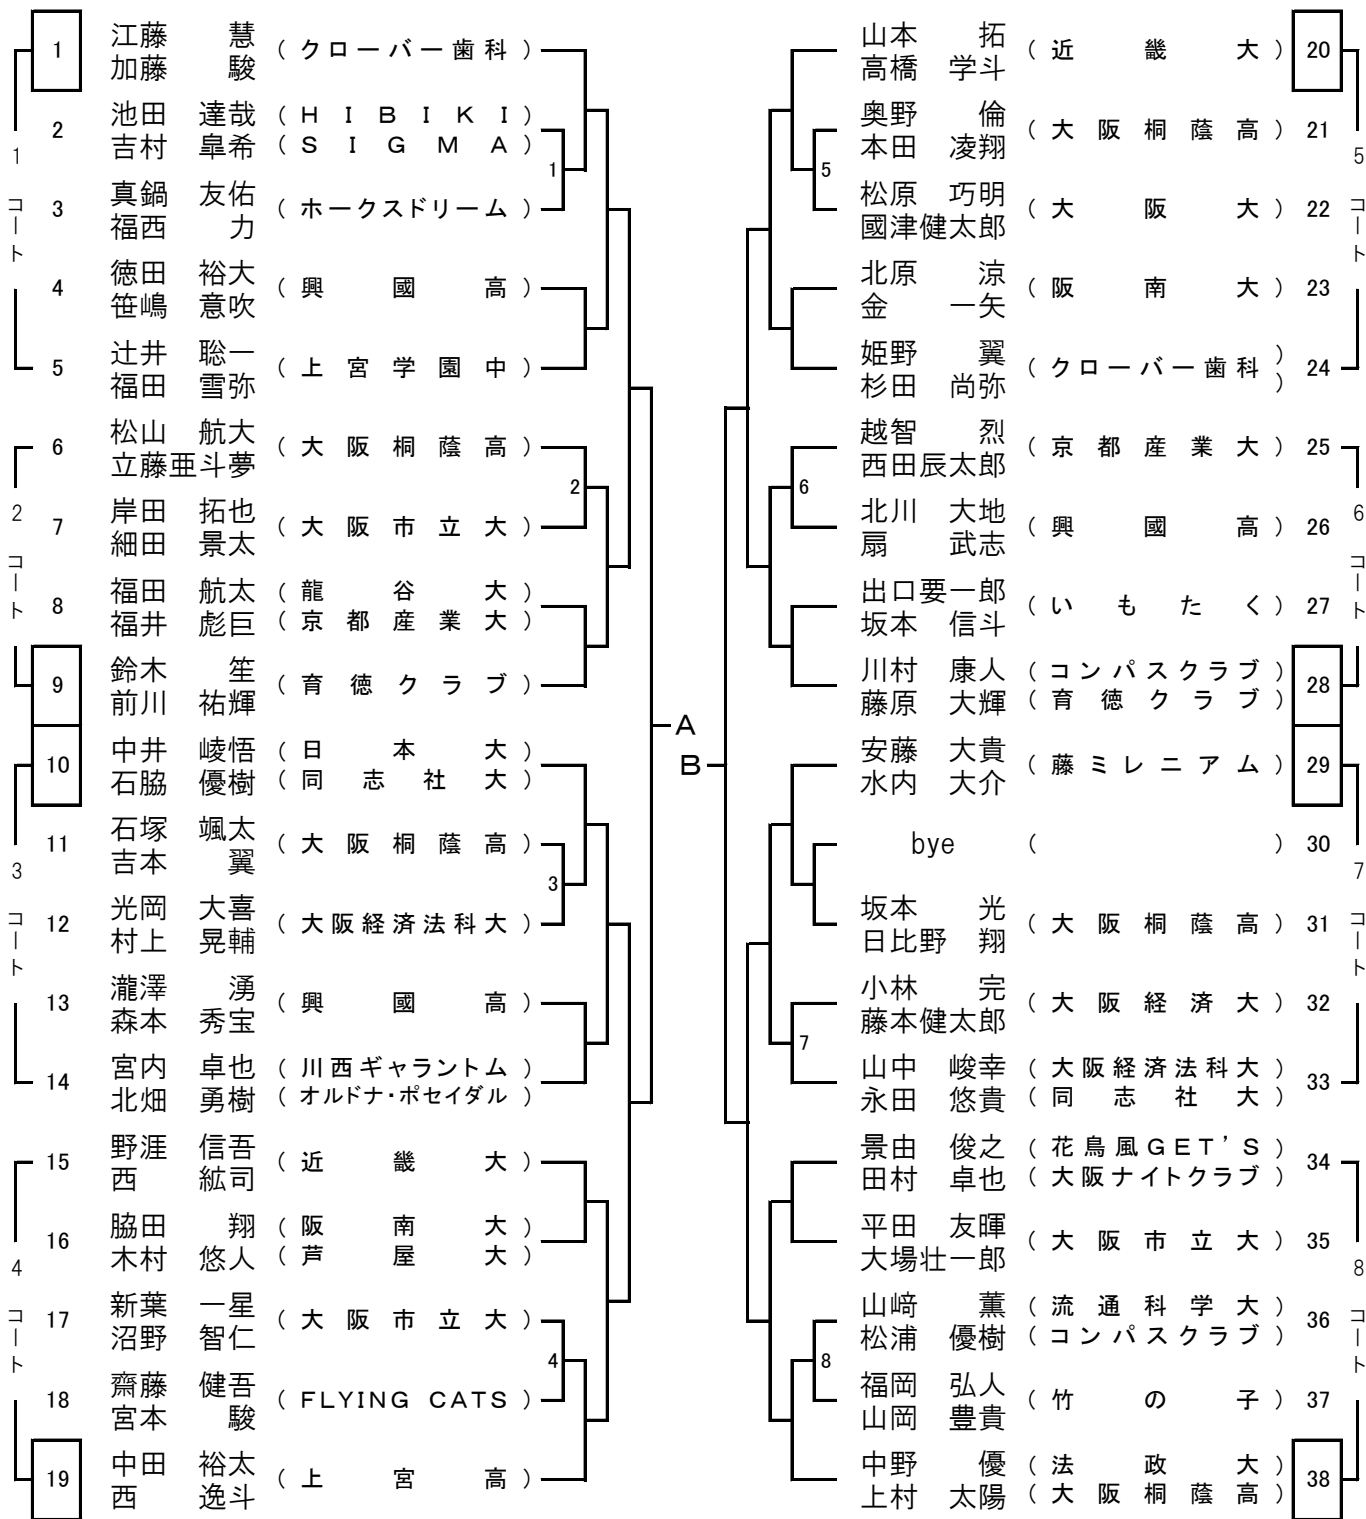 1 江藤 慧 加藤 駿 (クローバー歯科)
2 池田 達哉 (HIBIKI) 吉村 皐希 (SIGMA)
3 真鍋 友佑 福西 力 (ホークスドリーム)
4 徳田 裕大 笹嶋 意吹 (興國高)
5 辻井 聡一 福田 雪弥 (上宮学園中)
1 コート
1
6 松山 航大 立藤亜斗夢 (大阪桐蔭高)
7 岸田 拓也 細田 景太 (大阪市立大)
8 福田 航太 (龍谷大) 福井 彪巨 (京都産業大)
9 鈴木 笙 前川 祐輝 (育徳クラブ)
2 コート
2
10 中井 崚悟 (日本大) 石脇 優樹 (同志社大)
11 石塚 颯太 吉本 翼 (大阪桐蔭高)
12 光岡 大喜 村上 晃輔 (大阪経済法科大)
13 瀧澤 湧 森本 秀宝 (興國高)
14 宮内 卓也 (川西ギャラントム) 北畑 勇樹 (オルドナ・ポセイダル)
3 コート
3
15 野涯 信吾 西 紘司 (近畿大)
16 脇田 翔 (阪南大) 木村 悠人 (芦屋大)
17 新葉 一星 沼野 智仁 (大阪市立大)
18 齋藤 健吾 宮本 駿 (FLYING CATS)
19 中田 裕太 西 逸斗 (上宮高)
4 コート
4
A
B
山本 拓 高橋 学斗 (近畿大) 20
奥野 倫 本田 凌翔 (大阪桐蔭高) 21
松原 巧明 國津健太郎 (大阪大) 22
北原 涼 金 一矢 (阪南大) 23
姫野 翼 杉田 尚弥 (クローバー歯科)) 24
5 コート
5
越智 烈 西田辰太郎 (京都産業大) 25
北川 大地 扇 武志 (興國高) 26
出口要一郎 坂本 信斗 (いもたく) 27
川村 康人 (コンパスクラブ) 藤原 大輝 (育徳クラブ) 28
6 コート
6
安藤 大貴 水内 大介 (藤ミレニアム) 29
bye ( ) 30
坂本 光 日比野 翔 (大阪桐蔭高) 31
小林 完 藤本健太郎 (大阪経済大) 32
山中 峻幸 (大阪経済法科大) 永田 悠貴 (同志社大) 33
7 コート
7
景由 俊之 (花鳥風GET'S) 田村 卓也 (大阪ナイトクラブ) 34
平田 友暉 大場壮一郎 (大阪市立大) 35
山﨑 薫 (流通科学大) 松浦 優樹 (コンパスクラブ) 36
福岡 弘人 山岡 豊貴 (竹の子) 37
中野 優 (法政大) 上村 太陽 (大阪桐蔭高) 38
8 コート
8